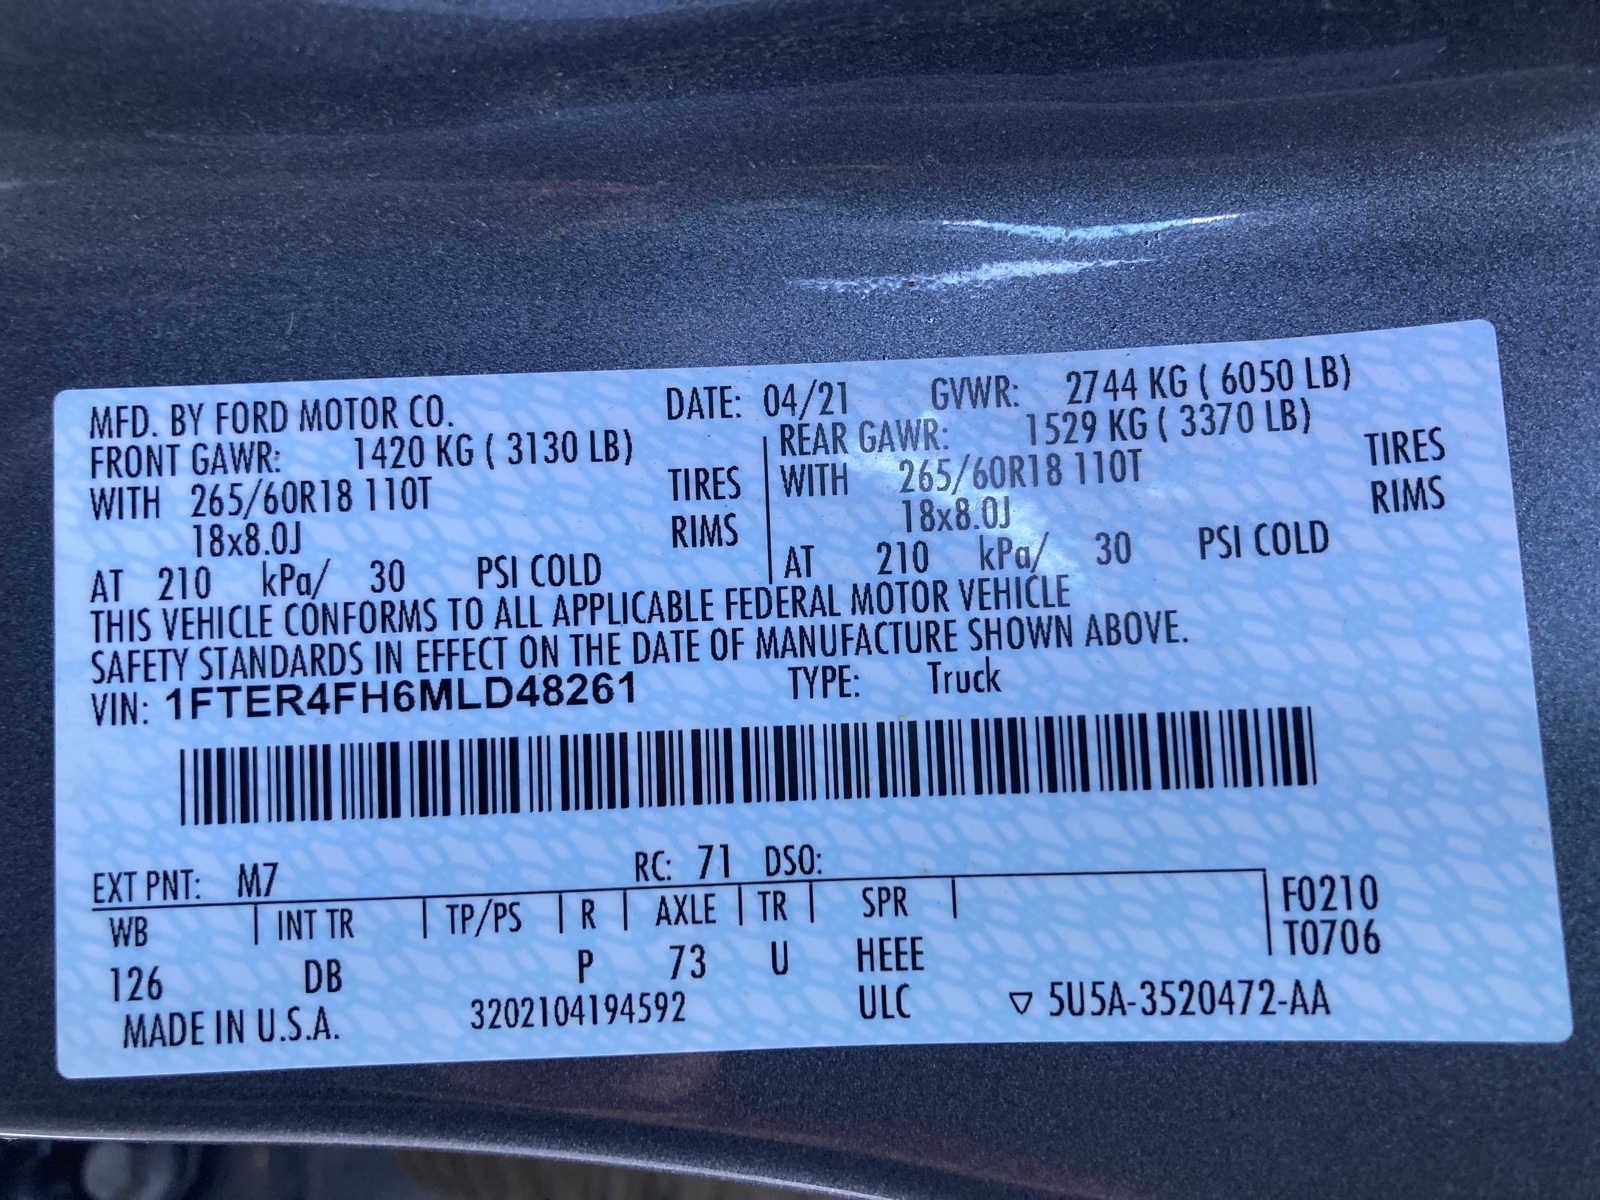 MFD. BY FORD MOTOR CO. DATE: 04/21 GVWR: 2744 KG ( 6050 LB)
FRONT GAWR: 1420 KG ( 3130 LB) REAR GAWR: 1529 KG ( 3370 LB)
WITH 265/60R18 110T TIRES WITH 265/60R18 110T TIRES
18x8.0J RIMS 18x8.0J RIMS
AT 210 kPa/ 30 PSI COLD AT 210 kPa/ 30 PSI COLD
THIS VEHICLE CONFORMS TO ALL APPLICABLE FEDERAL MOTOR VEHICLE
SAFETY STANDARDS IN EFFECT ON THE DATE OF MANUFACTURE SHOWN ABOVE.
VIN: 1FTER4FH6MLD48261 TYPE: Truck
EXT PNT: M7 RC: 71 DSO:
WB INT TR TP/PS R AXLE TR SPR F0210
126 DB P 73 U HEEE T0706
MADE IN U.S.A. 3202104194592 ULC ▽ 5U5A-3520472-AA